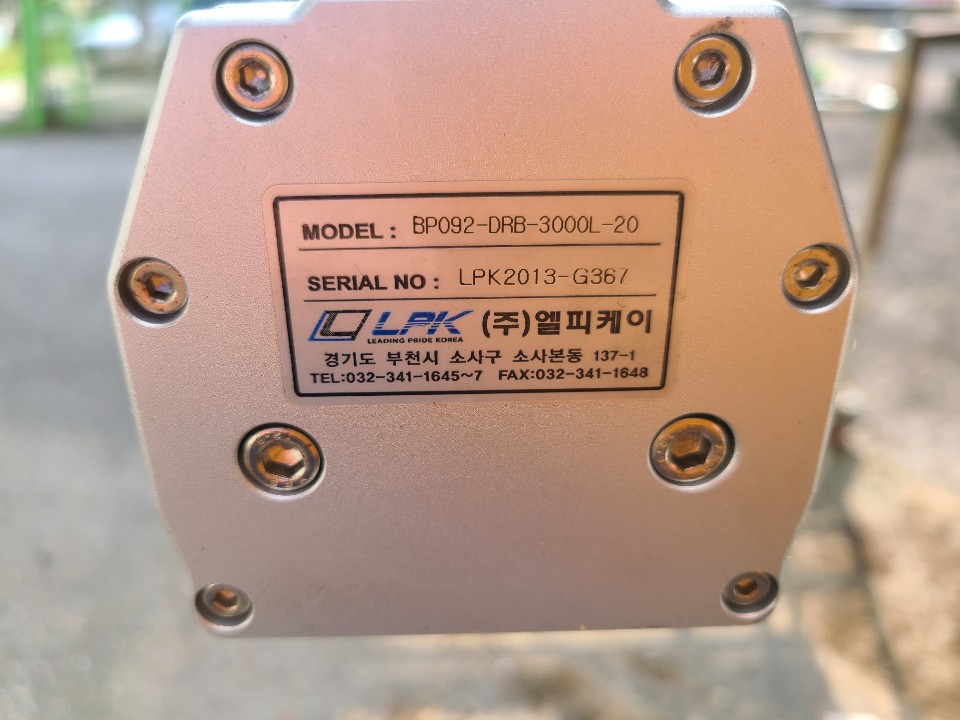 MODEL : BP092-DRB-3000L-20
SERIAL NO : LPK2013-G367
LPK (주)엘피케이
LEADING PRIDE KOREA
경기도 부천시 소사구 소사본동 137-1
TEL:032-341-1645~7 FAX:032-341-1648